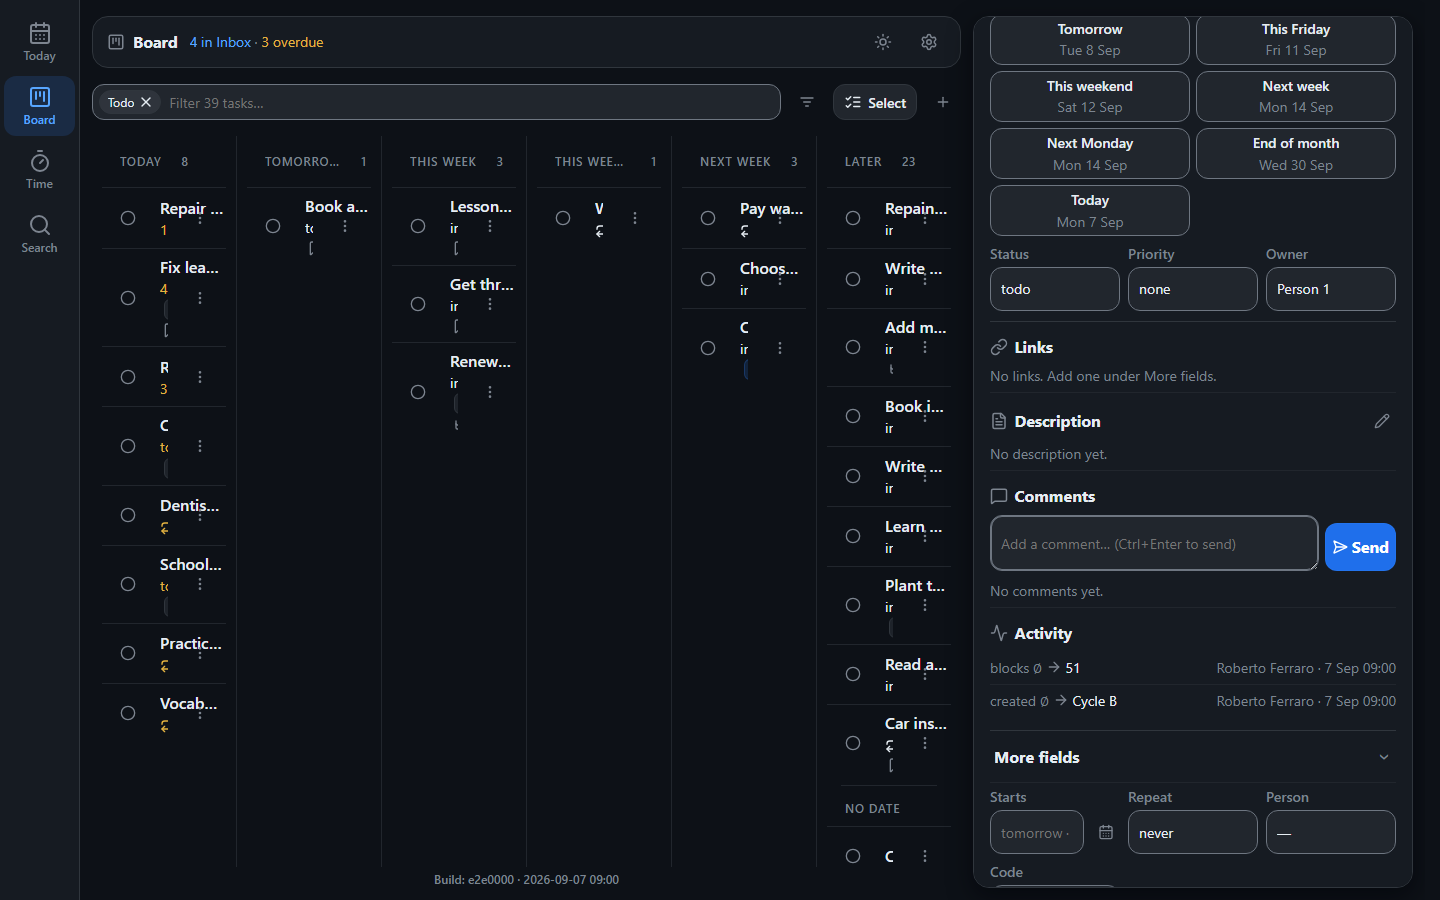 Today
Board
Time
Search
Board 4 in Inbox · 3 overdue
Todo Filter 39 tasks...
Select
TODAY 8
Repair ...
1
Fix lea...
4
R
3
C
Dentis...
School...
Practic...
Vocab...
TOMORRO... 1
Book a...
THIS WEEK 3
Lesson...
Get thr...
Renew...
THIS WEE... 1
NEXT WEEK 3
Pay wa...
Choos...
C
LATER 23
Repain...
Write ...
Add m...
Book i...
Write ...
Learn ...
Plant t...
Read a...
Car ins...
NO DATE
C
Build: e2e0000 · 2026-09-07 09:00
Tomorrow
Tue 8 Sep
This Friday
Fri 11 Sep
This weekend
Sat 12 Sep
Next week
Mon 14 Sep
Next Monday
Mon 14 Sep
End of month
Wed 30 Sep
Today
Mon 7 Sep
Status Priority Owner
todo none Person 1
Links
No links. Add one under More fields.
Description
No description yet.
Comments
Add a comment... (Ctrl+Enter to send)
Send
No comments yet.
Activity
blocks ∅ → 51 Roberto Ferraro · 7 Sep 09:00
created ∅ → Cycle B Roberto Ferraro · 7 Sep 09:00
More fields
Starts Repeat Person
tomorrow · never —
Code